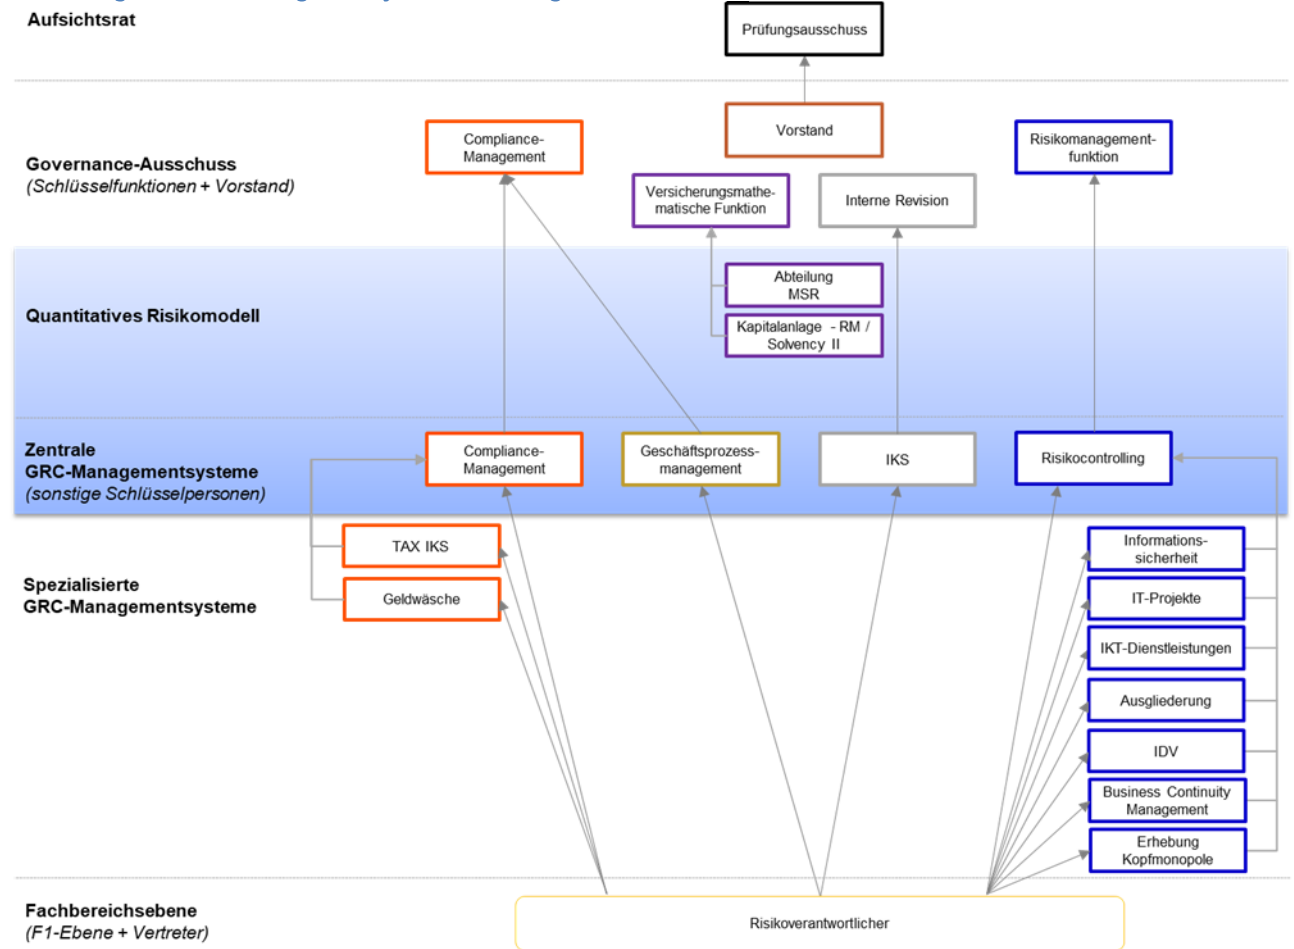 Aufsichtsrat
Prüfungsausschuss
Vorstand
Compliance-
Management
Risikomanagement-
funktion
Governance-Ausschuss
(Schlüsselfunktionen + Vorstand)
Versicherungsmathe-
matische Funktion
Interne Revision
Abteilung
MSR
Quantitatives Risikomodell
Kapitalanlage - RM /
Solvency II
Zentrale
GRC-Managementsysteme
(sonstige Schlüsselpersonen)
Compliance-
Management
Geschäftsprozess-
management
IKS
Risikocontrolling
TAX IKS
Informations-
sicherheit
Spezialisierte
GRC-Managementsysteme
Geldwäsche
IT-Projekte
IKT-Dienstleistungen
Ausgliederung
IDV
Business Continuity
Management
Erhebung
Kopfmonopole
Fachbereichsebene
(F1-Ebene + Vertreter)
Risikoverantwortlicher